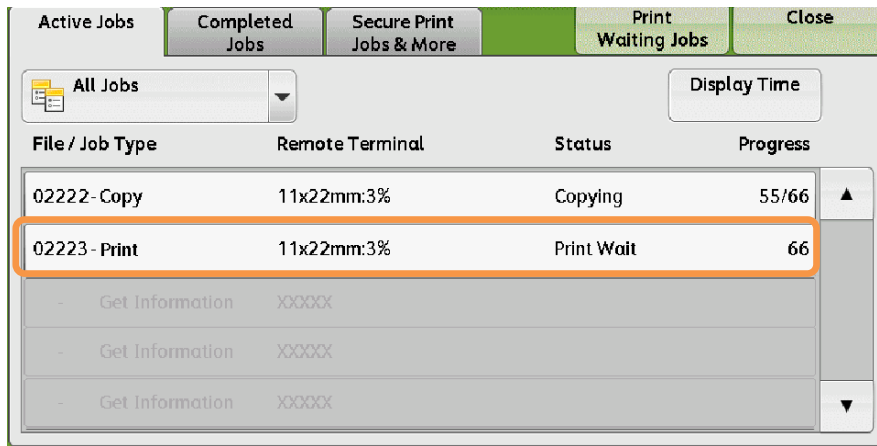 Active Jobs
Completed
Jobs
Secure Print
Jobs & More
Print
Waiting Jobs
Close
All Jobs
Display Time
File / Job Type Remote Terminal Status Progress
02222- Copy 11x22mm:3% Copying 55/66
02223 - Print 11x22mm:3% Print Wait 66
- Get Information XXXXX
- Get Information XXXXX
- Get Information XXXXX